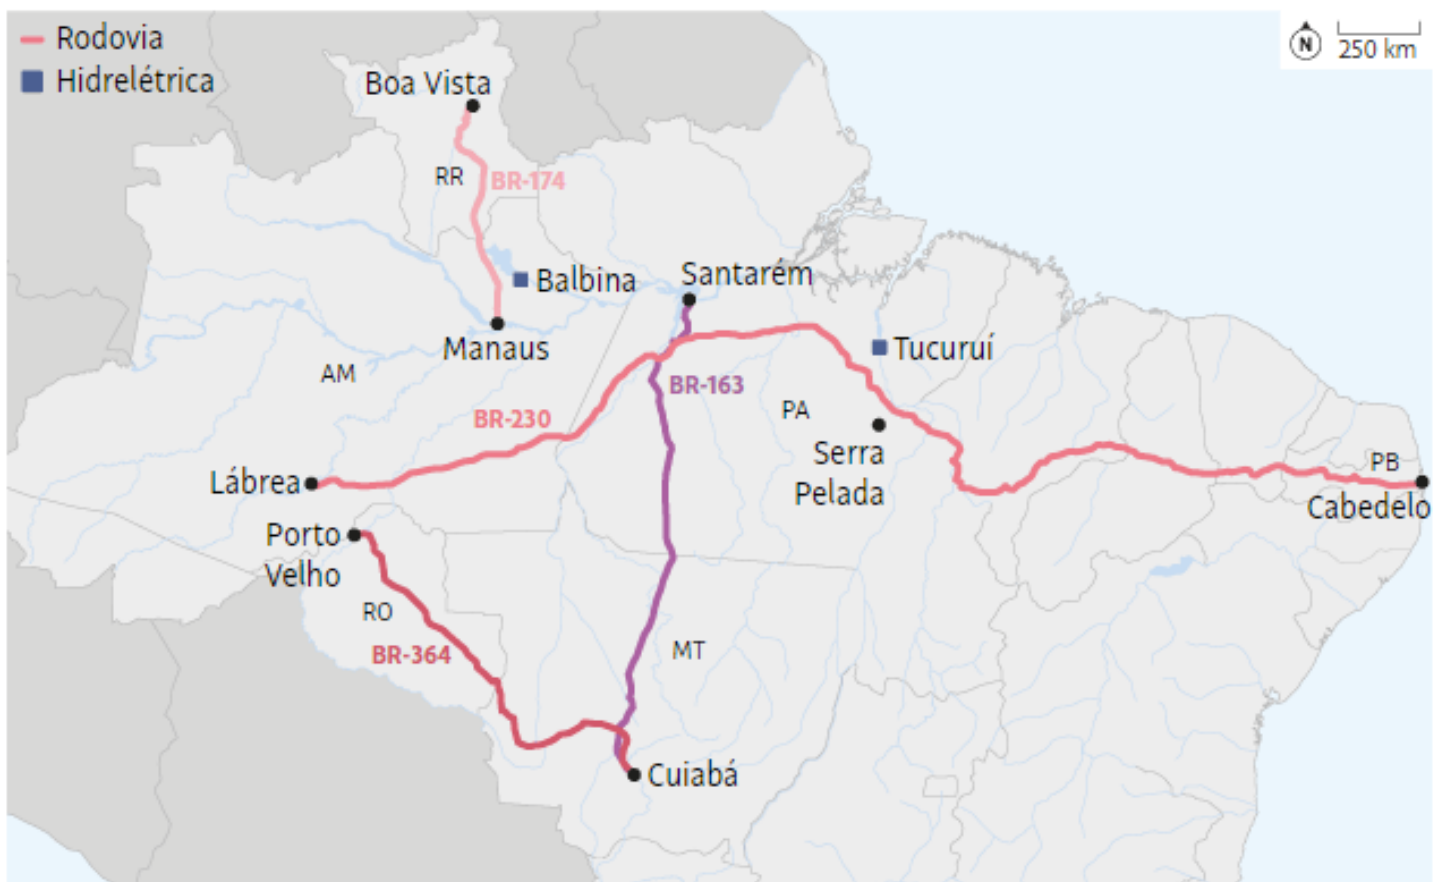 Rodovia
Hidrelétrica
N
250 km
Boa Vista
RR
BR-174
Balbina
Santarém
Manaus
Tucuruí
AM
BR-163
BR-230
PA
Serra
Pelada
Lábrea
PB
Cabedelo
Porto
Velho
RO
BR-364
MT
Cuiabá